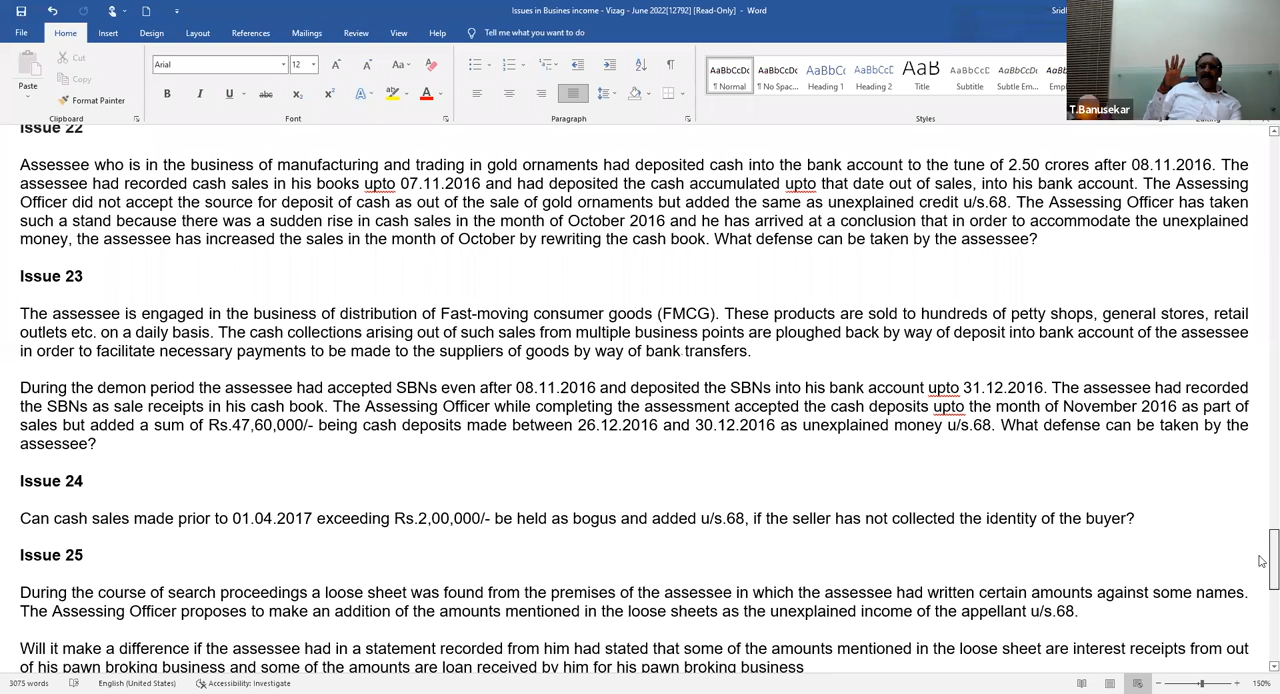 Issues in Busines income - Vizag - June 2022[12792] [Read-Only] - Word
Sridh
File Home Insert Design Layout References Mailings Review View Help Tell me what you want to do
Paste
Cut
Copy
Format Painter
Clipboard
Arial 12
Aa
B I U abc X₂ X² A A
Font
Paragraph
AaBbCcDc AaBbCcDc AaBbCc AaBbCcD AaB AaBbCcD AaBbCcDc AaBb
¶ Normal ¶ No Spac... Heading 1 Heading 2 Title Subtitle Subtle Em...
Styles
T.Banusekar
Issue 22
Assessee who is in the business of manufacturing and trading in gold ornaments had deposited cash into the bank account to the tune of 2.50 crores after 08.11.2016. The
assessee had recorded cash sales in his books upto 07.11.2016 and had deposited the cash accumulated upto that date out of sales, into his bank account. The Assessing
Officer did not accept the source for deposit of cash as out of the sale of gold ornaments but added the same as unexplained credit u/s.68. The Assessing Officer has taken
such a stand because there was a sudden rise in cash sales in the month of October 2016 and he has arrived at a conclusion that in order to accommodate the unexplained
money, the assessee has increased the sales in the month of October by rewriting the cash book. What defense can be taken by the assessee?
Issue 23
The assessee is engaged in the business of distribution of Fast-moving consumer goods (FMCG). These products are sold to hundreds of petty shops, general stores, retail
outlets etc. on a daily basis. The cash collections arising out of such sales from multiple business points are ploughed back by way of deposit into bank account of the assessee
in order to facilitate necessary payments to be made to the suppliers of goods by way of bank transfers.
During the demon period the assessee had accepted SBNs even after 08.11.2016 and deposited the SBNs into his bank account upto 31.12.2016. The assessee had recorded
the SBNs as sale receipts in his cash book. The Assessing Officer while completing the assessment accepted the cash deposits upto the month of November 2016 as part of
sales but added a sum of Rs.47,60,000/- being cash deposits made between 26.12.2016 and 30.12.2016 as unexplained money u/s.68. What defense can be taken by the
assessee?
Issue 24
Can cash sales made prior to 01.04.2017 exceeding Rs.2,00,000/- be held as bogus and added u/s.68, if the seller has not collected the identity of the buyer?
Issue 25
During the course of search proceedings a loose sheet was found from the premises of the assessee in which the assessee had written certain amounts against some names.
The Assessing Officer proposes to make an addition of the amounts mentioned in the loose sheets as the unexplained income of the appellant u/s.68.
Will it make a difference if the assessee had in a statement recorded from him had stated that some of the amounts mentioned in the loose sheet are interest receipts from out
of his pawn broking business and some of the amounts are loan received by him for his pawn broking business
3075 words English (United States) Accessibility: Investigate 150%